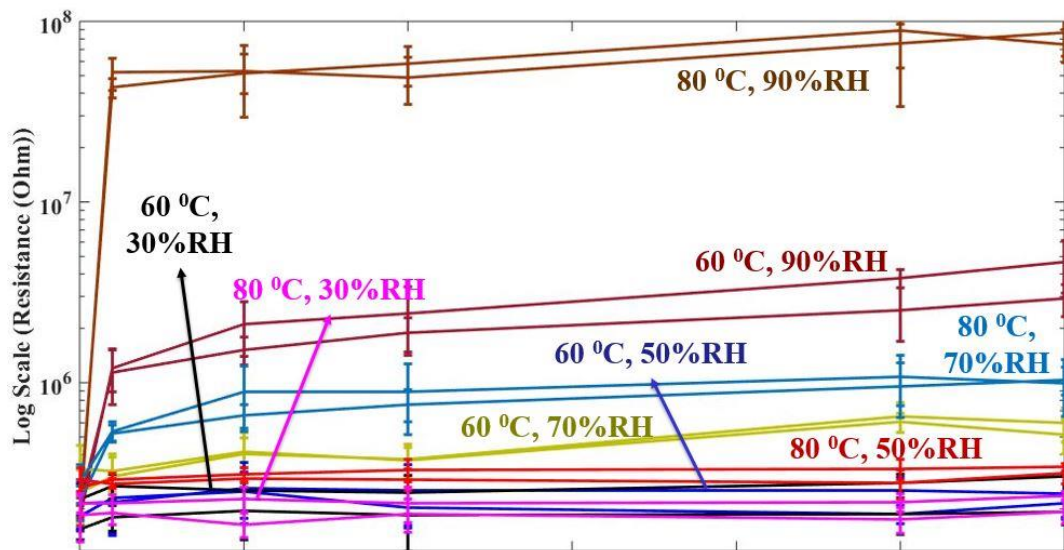 10⁸
80 ⁰C, 90%RH
10⁷
60 ⁰C,
30%RH
60 ⁰C, 90%RH
80 ⁰C, 30%RH
80 ⁰C,
70%RH
60 ⁰C, 50%RH
10⁶
60 ⁰C, 70%RH
80 ⁰C, 50%RH
Log Scale (Resistance (Ohm))